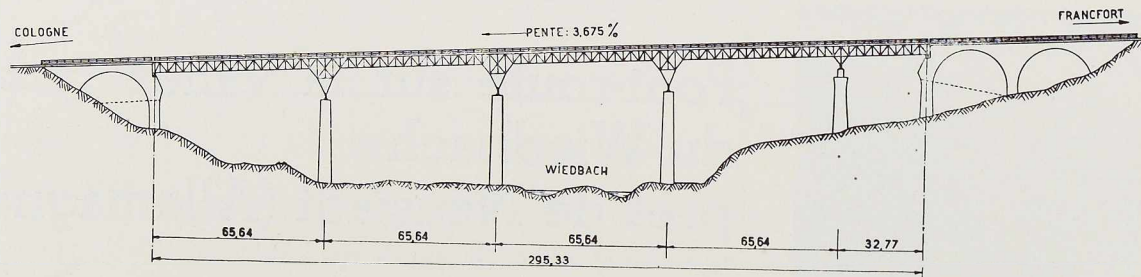 COLOGNE
PENTE: 3,675 %
FRANCFORT
WIEDBACH
65,64
65,64
65,64
65,64
32,77
295,33